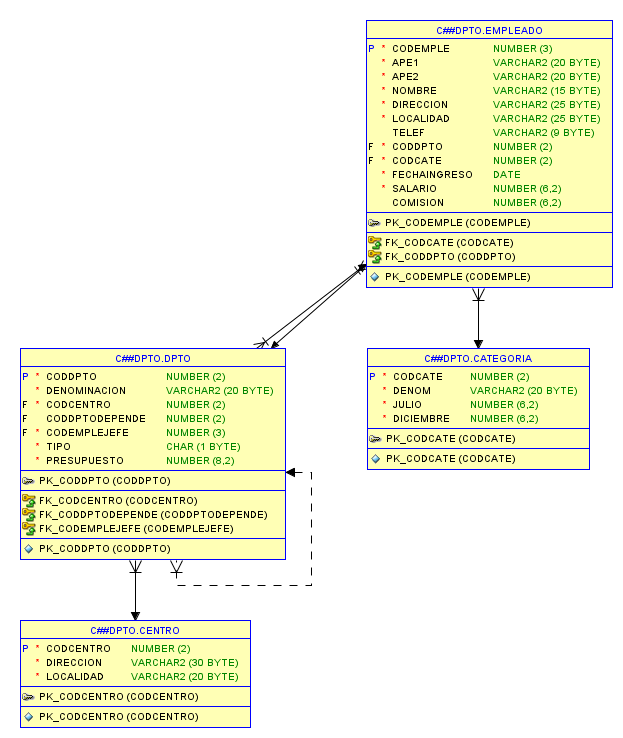 C##DPTO.EMPLEADO
P * CODEMPLE NUMBER (3)
* APE1 VARCHAR2 (20 BYTE)
* APE2 VARCHAR2 (20 BYTE)
* NOMBRE VARCHAR2 (15 BYTE)
* DIRECCION VARCHAR2 (25 BYTE)
* LOCALIDAD VARCHAR2 (25 BYTE)
TELEF VARCHAR2 (9 BYTE)
F * CODDPTO NUMBER (2)
F * CODCATE NUMBER (2)
* FECHAINGRESO DATE
* SALARIO NUMBER (6,2)
COMISION NUMBER (6,2)
PK_CODEMPLE (CODEMPLE)
FK_CODCATE (CODCATE)
FK_CODDPTO (CODDPTO)
PK_CODEMPLE (CODEMPLE)
C##DPTO.DPTO
P * CODDPTO NUMBER (2)
* DENOMINACION VARCHAR2 (20 BYTE)
F * CODCENTRO NUMBER (2)
F CODDPTODEPENDE NUMBER (2)
F * CODEMPLEJEFE NUMBER (3)
* TIPO CHAR (1 BYTE)
* PRESUPUESTO NUMBER (8,2)
PK_CODDPTO (CODDPTO)
FK_CODCENTRO (CODCENTRO)
FK_CODDPTODEPENDE (CODDPTODEPENDE)
FK_CODEMPLEJEFE (CODEMPLEJEFE)
PK_CODDPTO (CODDPTO)
C##DPTO.CATEGORIA
P * CODCATE NUMBER (2)
* DENOM VARCHAR2 (20 BYTE)
* JULIO NUMBER (6,2)
* DICIEMBRE NUMBER (6,2)
PK_CODCATE (CODCATE)
PK_CODCATE (CODCATE)
C##DPTO.CENTRO
P * CODCENTRO NUMBER (2)
* DIRECCION VARCHAR2 (30 BYTE)
* LOCALIDAD VARCHAR2 (20 BYTE)
PK_CODCENTRO (CODCENTRO)
PK_CODCENTRO (CODCENTRO)